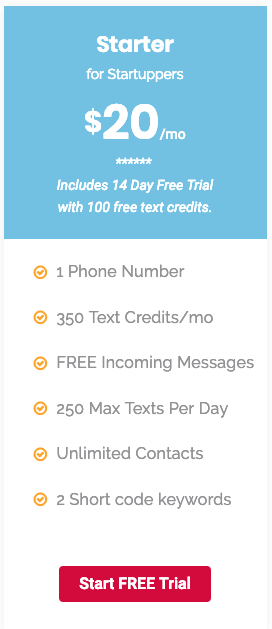 Starter
for Startuppers
$20/mo
******
Includes 14 Day Free Trial
with 100 free text credits.
1 Phone Number
350 Text Credits/mo
FREE Incoming Messages
250 Max Texts Per Day
Unlimited Contacts
2 Short code keywords
Start FREE Trial